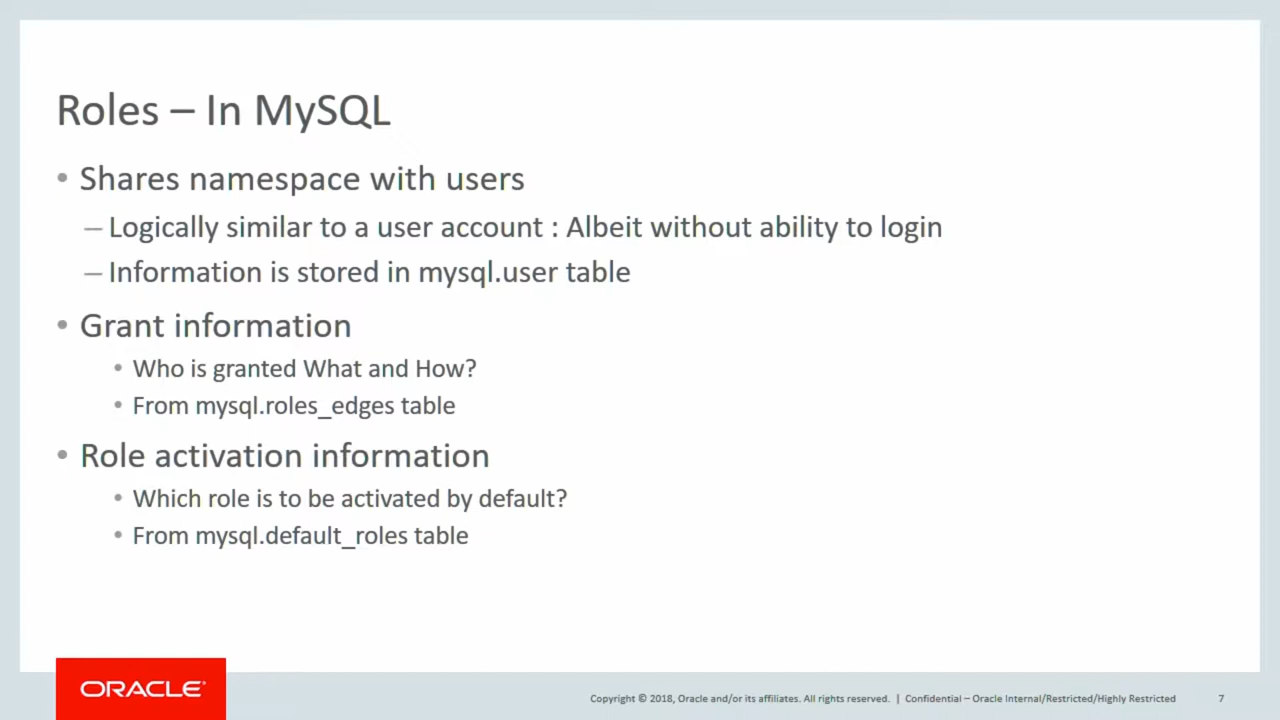 Roles – In MySQL
• Shares namespace with users
– Logically similar to a user account : Albeit without ability to login
– Information is stored in mysql.user table
• Grant information
• Who is granted What and How?
• From mysql.roles_edges table
• Role activation information
• Which role is to be activated by default?
• From mysql.default_roles table
ORACLE®
Copyright © 2018, Oracle and/or its affiliates. All rights reserved. | Confidential – Oracle Internal/Restricted/Highly Restricted 7